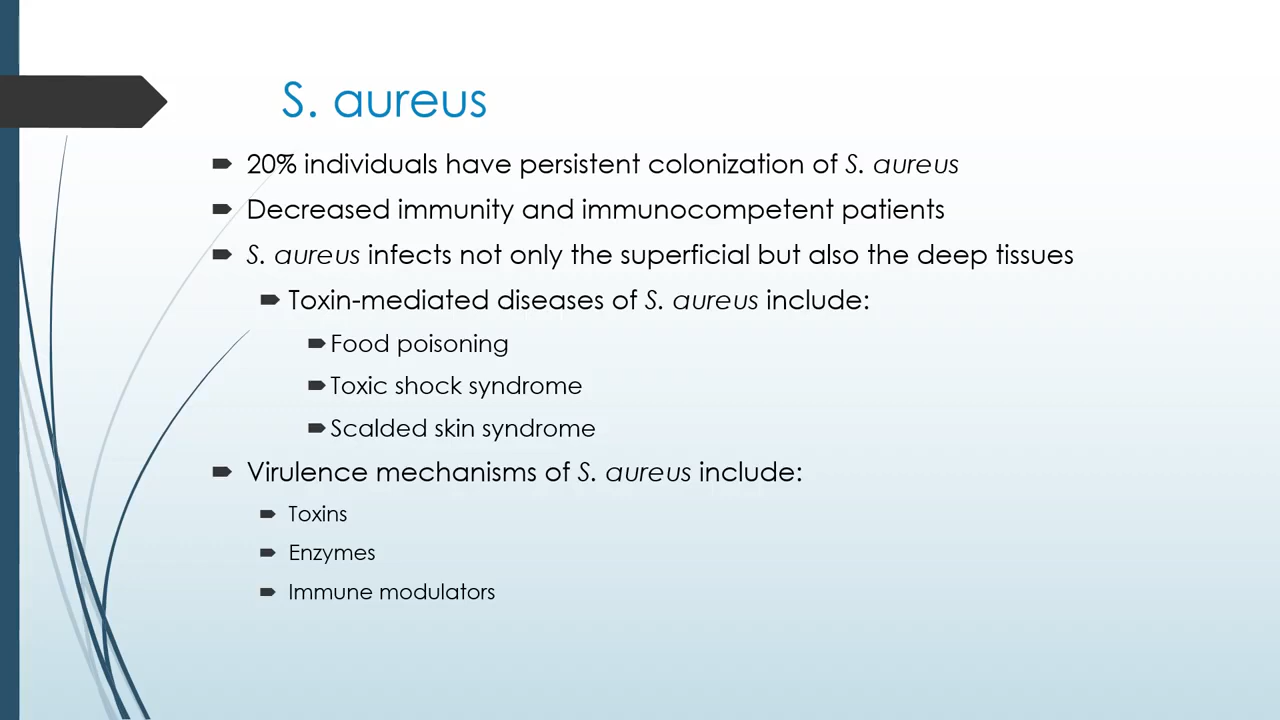 S. aureus
20% individuals have persistent colonization of S. aureus
Decreased immunity and immunocompetent patients
S. aureus infects not only the superficial but also the deep tissues
Toxin-mediated diseases of S. aureus include:
Food poisoning
Toxic shock syndrome
Scalded skin syndrome
Virulence mechanisms of S. aureus include:
Toxins
Enzymes
Immune modulators